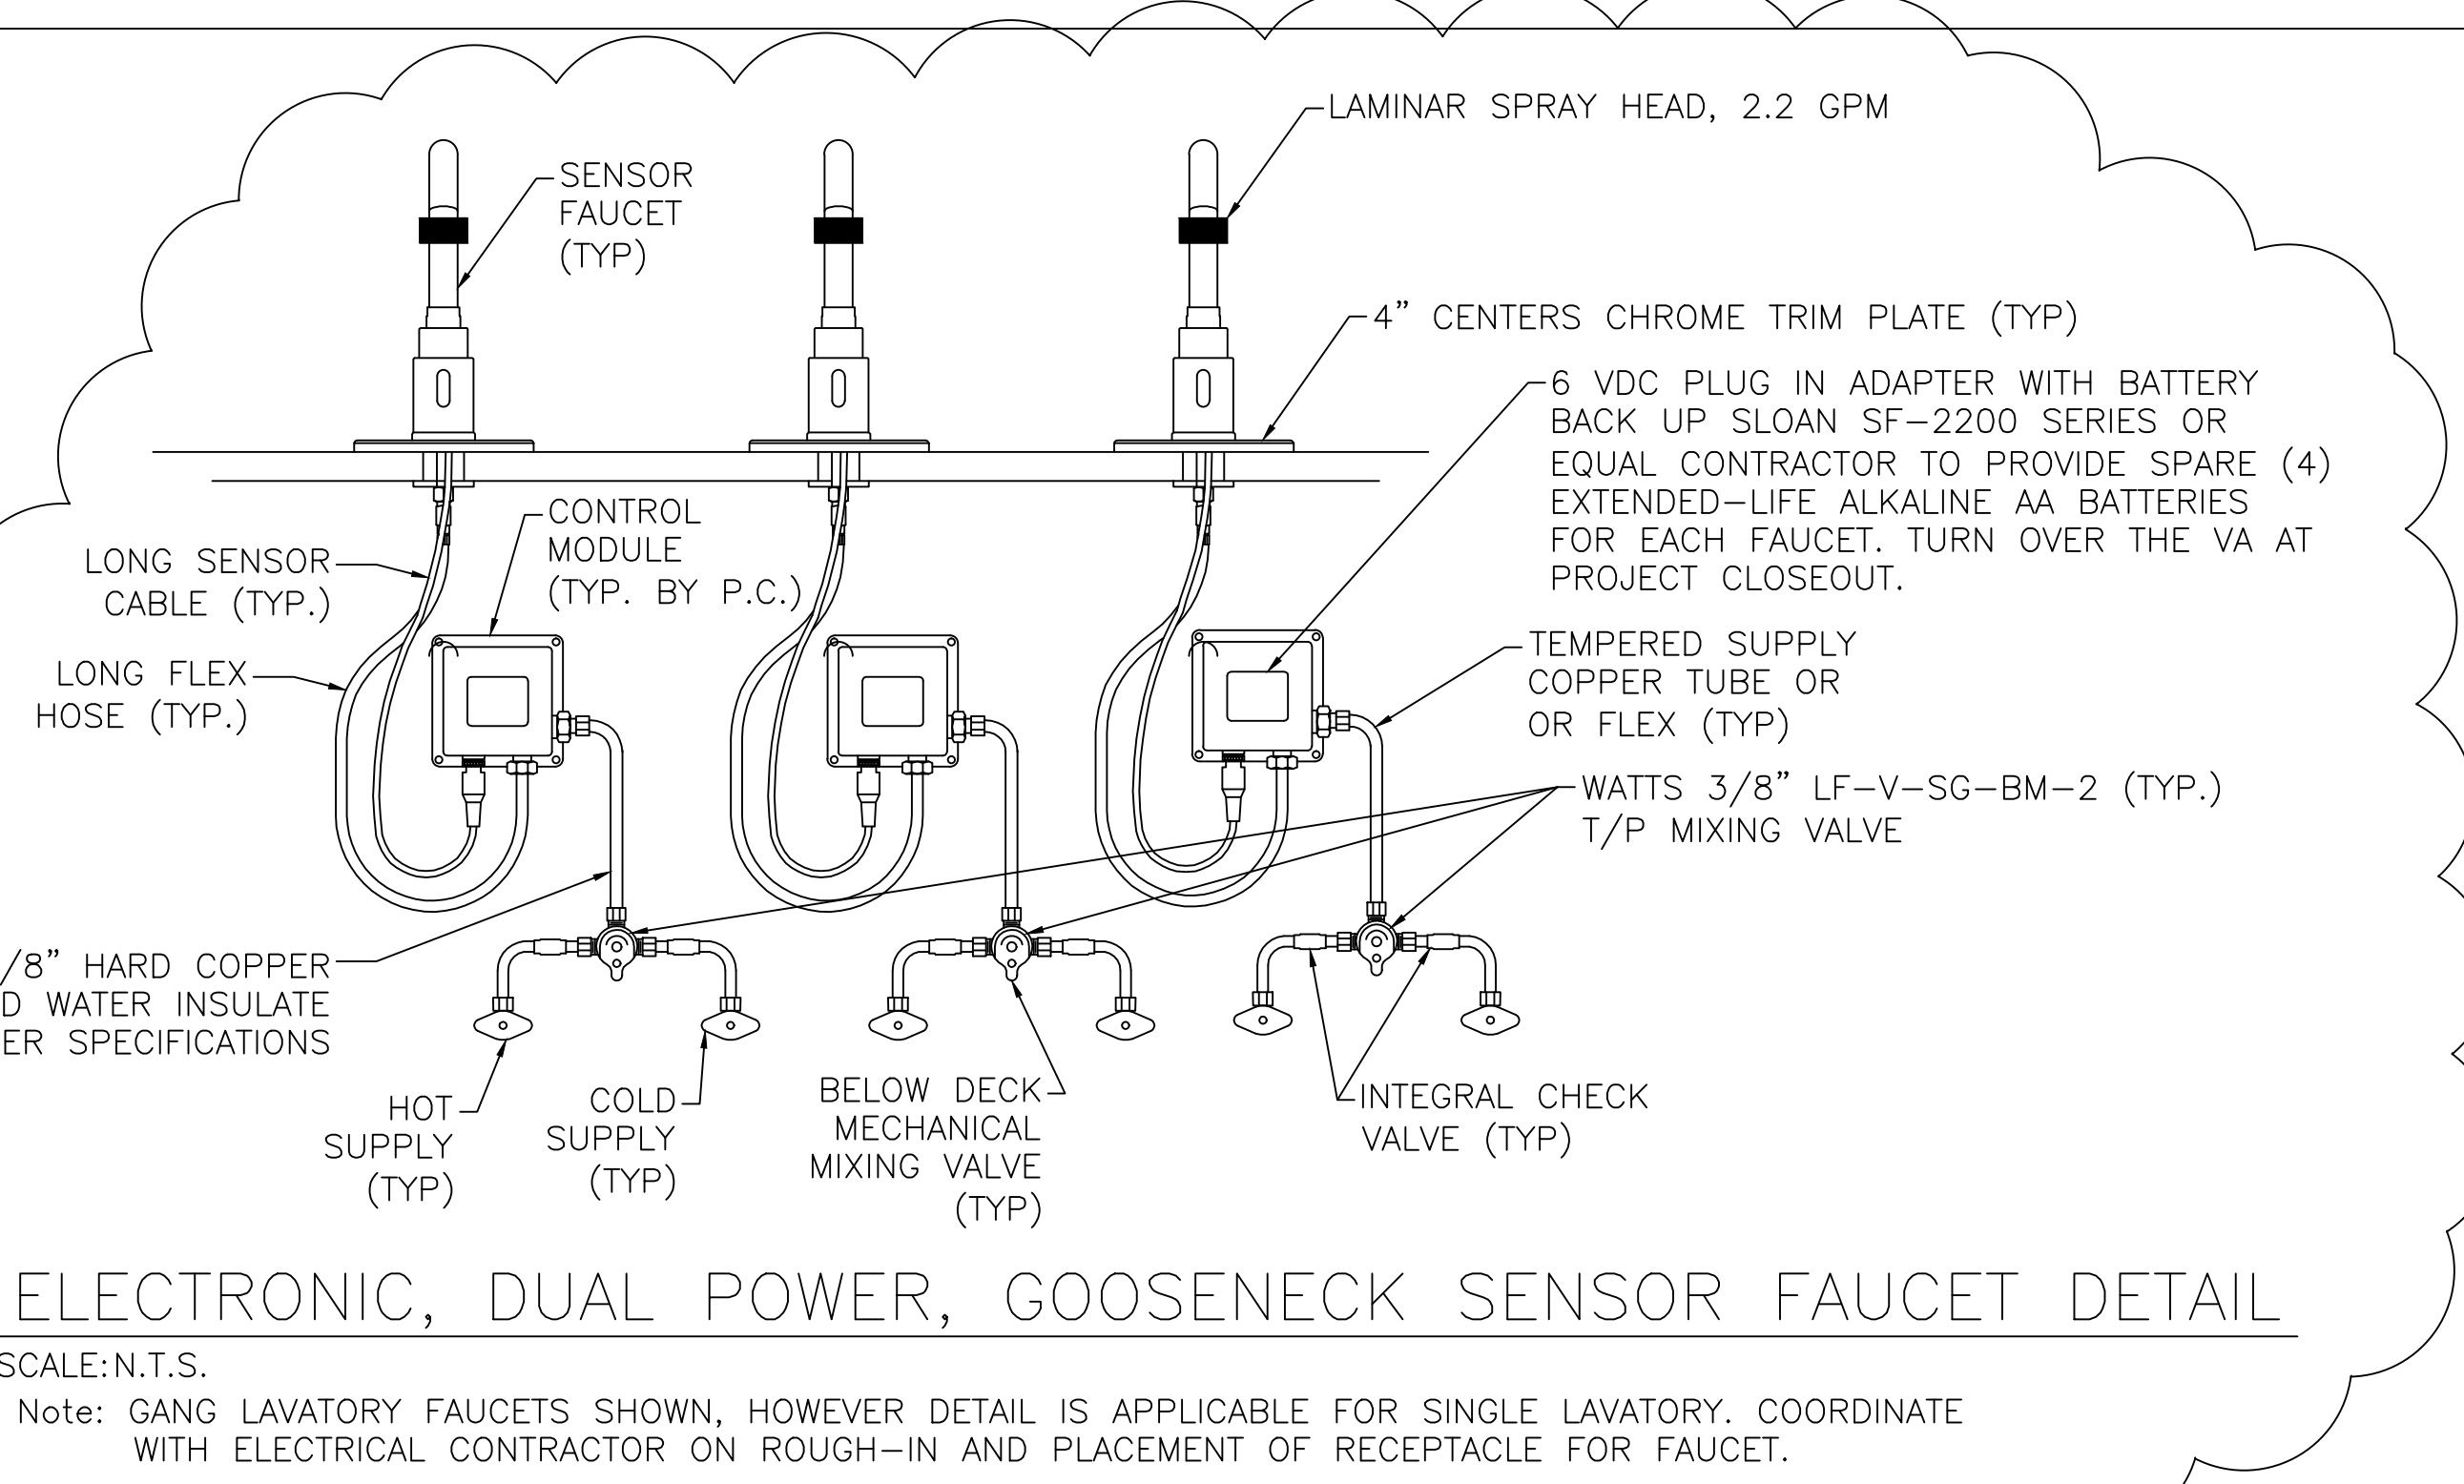 LAMINAR SPRAY HEAD, 2.2 GPM
SENSOR
FAUCET
(TYP)
4" CENTERS CHROME TRIM PLATE (TYP)
6 VDC PLUG IN ADAPTER WITH BATTERY
BACK UP SLOAN SF-2200 SERIES OR
EQUAL CONTRACTOR TO PROVIDE SPARE (4)
EXTENDED-LIFE ALKALINE AA BATTERIES
FOR EACH FAUCET. TURN OVER THE VA AT
PROJECT CLOSEOUT.
CONTROL
MODULE
(TYP. BY P.C.)
LONG SENSOR
CABLE (TYP.)
LONG FLEX
HOSE (TYP.)
TEMPERED SUPPLY
COPPER TUBE OR
OR FLEX (TYP)
WATTS 3/8" LF-V-SG-BM-2 (TYP.)
T/P MIXING VALVE
/8" HARD COPPER
D WATER INSULATE
ER SPECIFICATIONS
HOT
SUPPLY
(TYP)
COLD
SUPPLY
(TYP)
BELOW DECK
MECHANICAL
MIXING VALVE
(TYP)
INTEGRAL CHECK
VALVE (TYP)
ELECTRONIC, DUAL POWER, GOOSENECK SENSOR FAUCET DETAIL
SCALE:N.T.S.
Note: GANG LAVATORY FAUCETS SHOWN, HOWEVER DETAIL IS APPLICABLE FOR SINGLE LAVATORY. COORDINATE
WITH ELECTRICAL CONTRACTOR ON ROUGH-IN AND PLACEMENT OF RECEPTACLE FOR FAUCET.